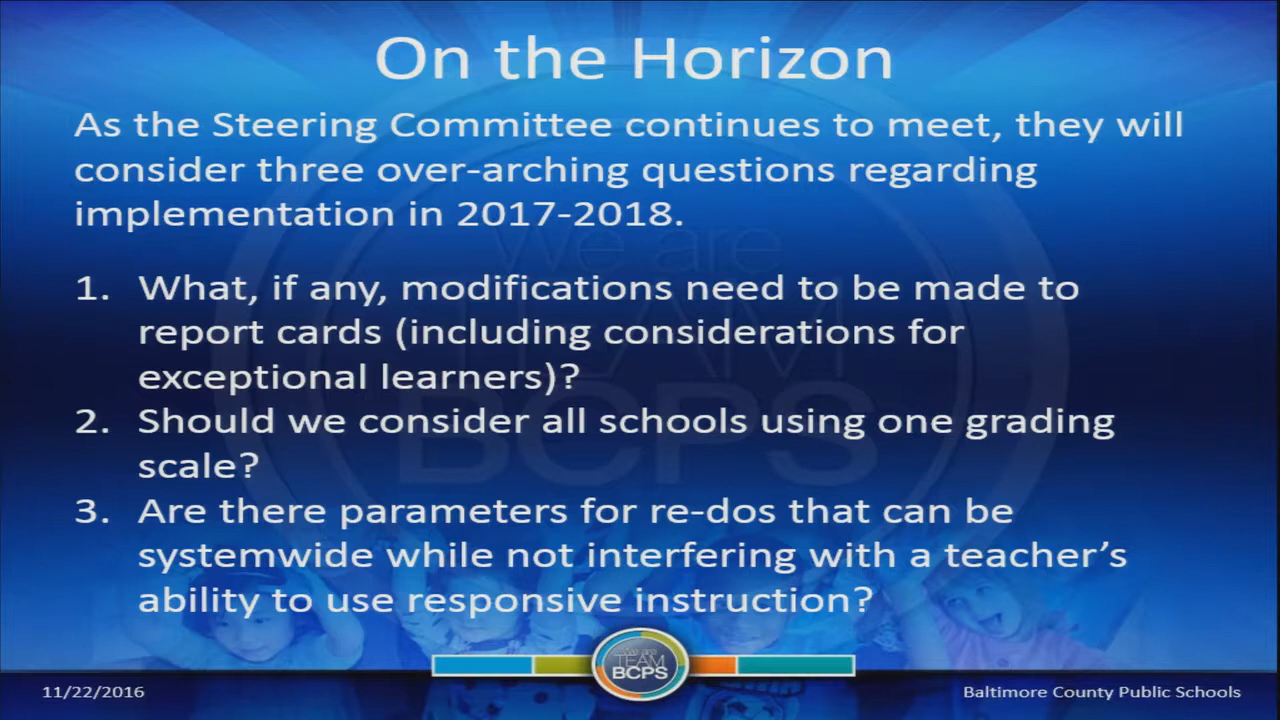 On the Horizon
As the Steering Committee continues to meet, they will
consider three over-arching questions regarding
implementation in 2017-2018.
1. What, if any, modifications need to be made to
report cards (including considerations for
exceptional learners)?
2. Should we consider all schools using one grading
scale?
3. Are there parameters for re-dos that can be
systemwide while not interfering with a teacher's
ability to use responsive instruction?
We are
TEAM
BCPS
TEAM
BCPS
11/22/2016
Baltimore County Public Schools